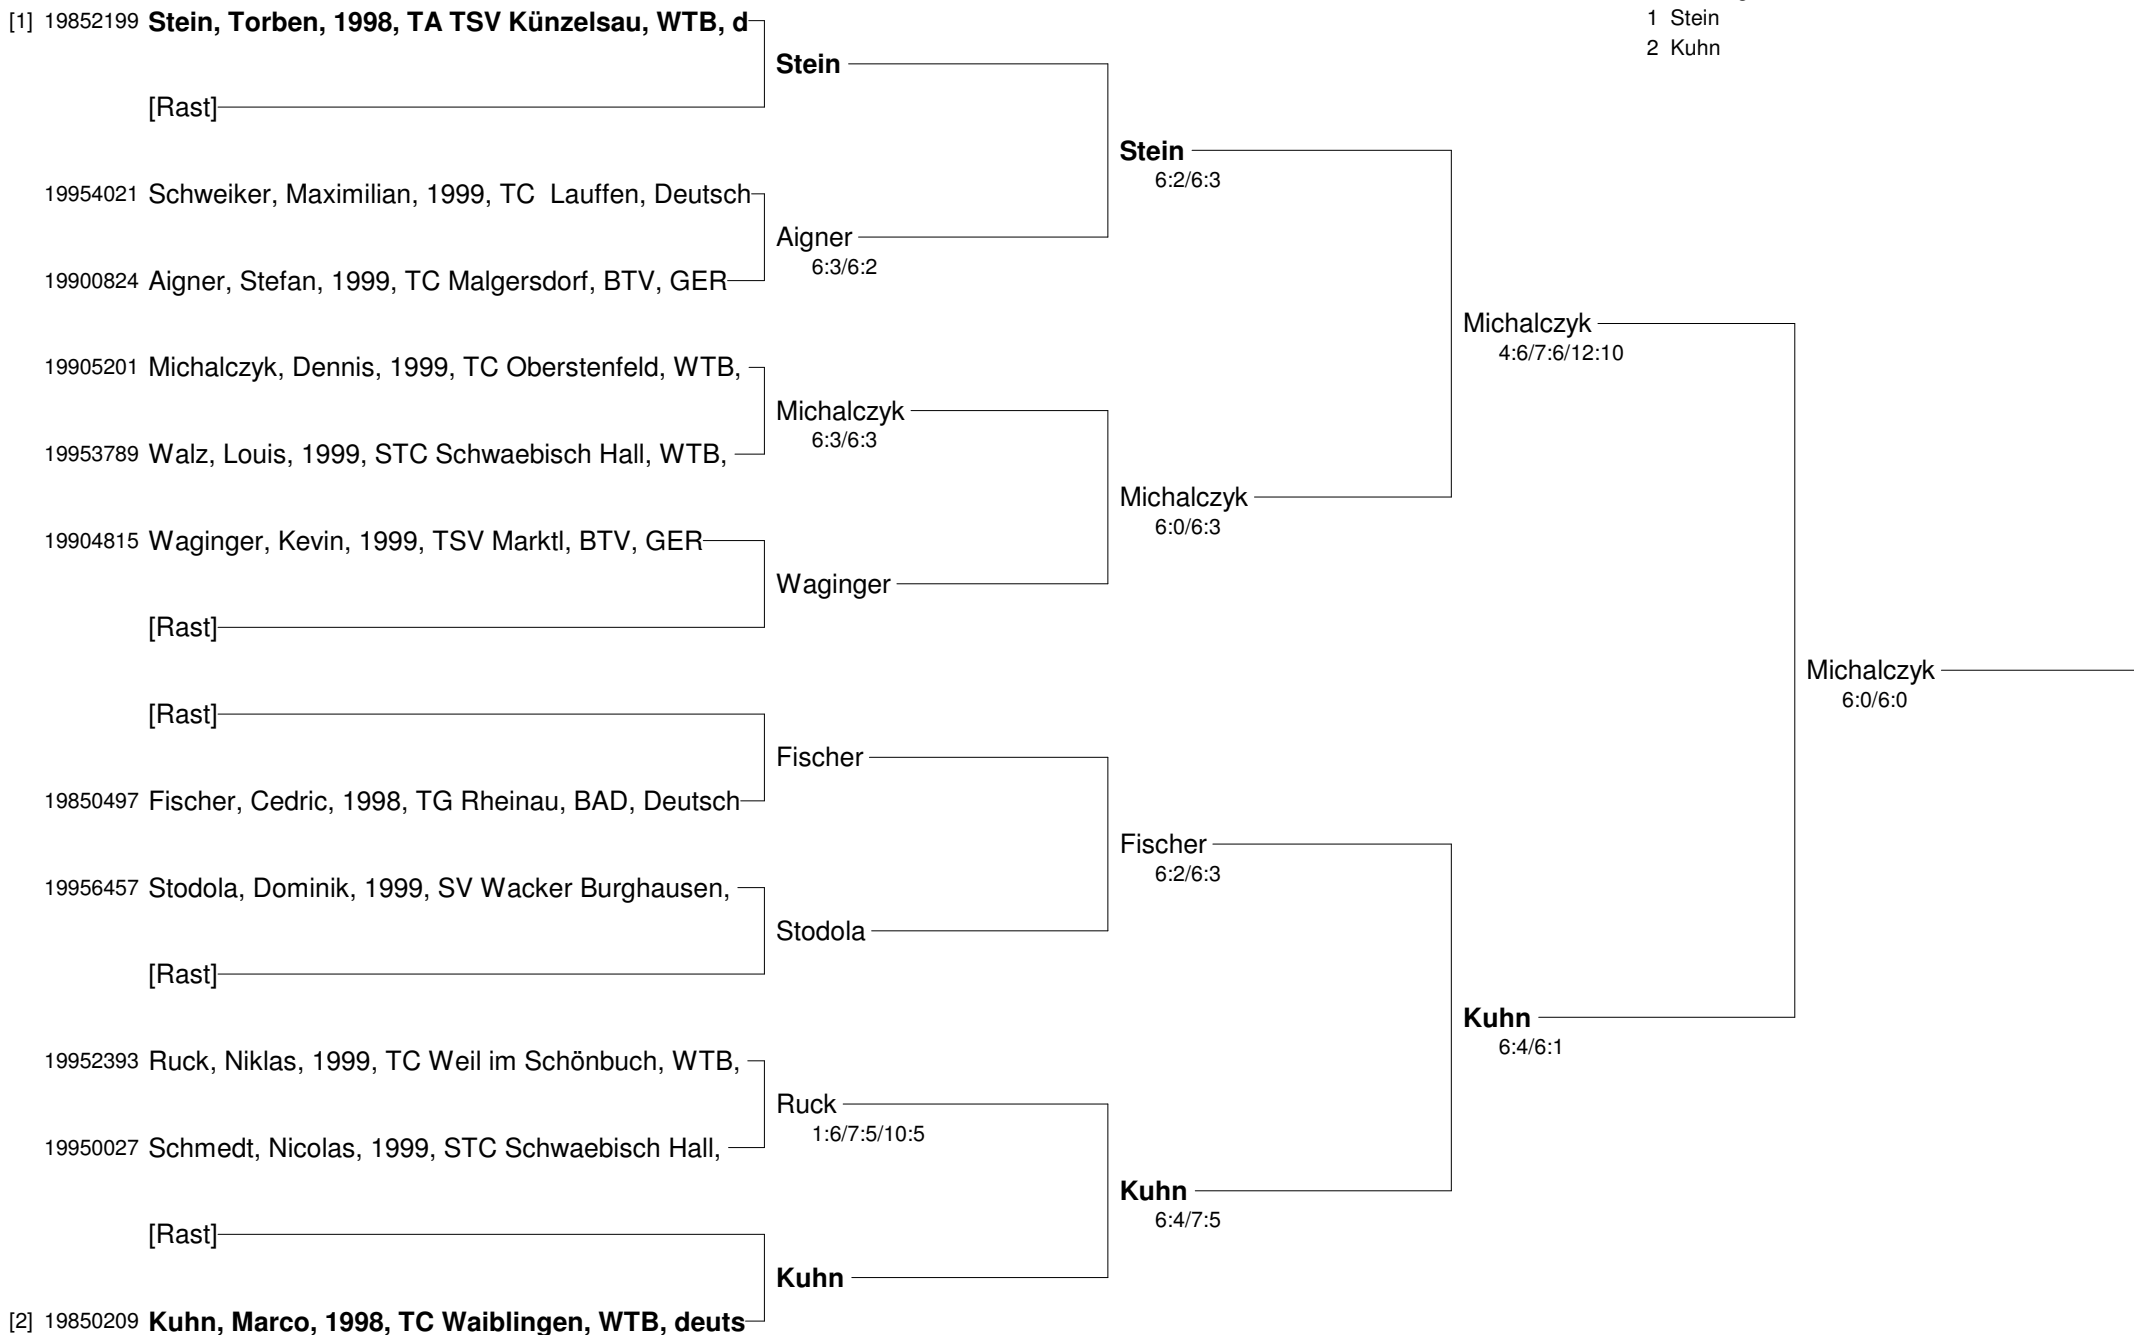 [1] 19852199 Stein, Torben, 1998, TA TSV Künzelsau, WTB, d
1 Stein
2 Kuhn
Stein
[Rast]
Stein
6:2/6:3
19954021 Schweiker, Maximilian, 1999, TC Lauffen, Deutsch
Aigner
6:3/6:2
19900824 Aigner, Stefan, 1999, TC Malgersdorf, BTV, GER
Michalczyk
4:6/7:6/12:10
19905201 Michalczyk, Dennis, 1999, TC Oberstenfeld, WTB,
Michalczyk
6:3/6:3
19953789 Walz, Louis, 1999, STC Schwaebisch Hall, WTB,
Michalczyk
6:0/6:3
19904815 Waginger, Kevin, 1999, TSV Marktl, BTV, GER
Waginger
[Rast]
Michalczyk
6:0/6:0
[Rast]
Fischer
19850497 Fischer, Cedric, 1998, TG Rheinau, BAD, Deutsch
Fischer
6:2/6:3
19956457 Stodola, Dominik, 1999, SV Wacker Burghausen,
Stodola
[Rast]
Kuhn
6:4/6:1
19952393 Ruck, Niklas, 1999, TC Weil im Schönbuch, WTB,
Ruck
1:6/7:5/10:5
19950027 Schmedt, Nicolas, 1999, STC Schwaebisch Hall,
Kuhn
6:4/7:5
[Rast]
Kuhn
[2] 19850209 Kuhn, Marco, 1998, TC Waiblingen, WTB, deuts